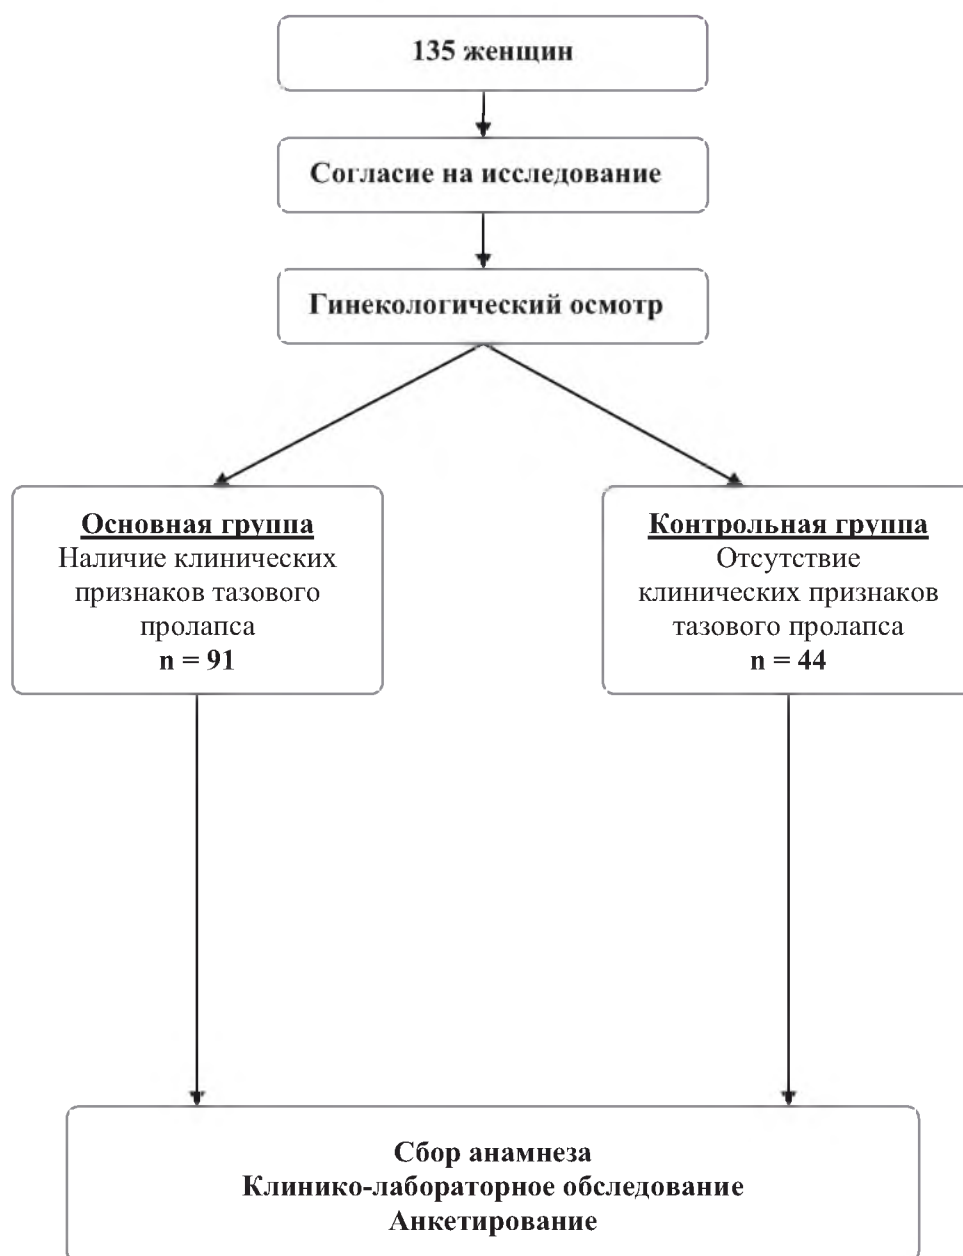 135 женщин
Согласие на исследование
Гинекологический осмотр
Основная группа
Наличие клинических
признаков тазового
пролапса
n = 91
Контрольная группа
Отсутствие
клинических признаков
тазового пролапса
n = 44
Сбор анамнеза
Клинико-лабораторное обследование
Анкетирование